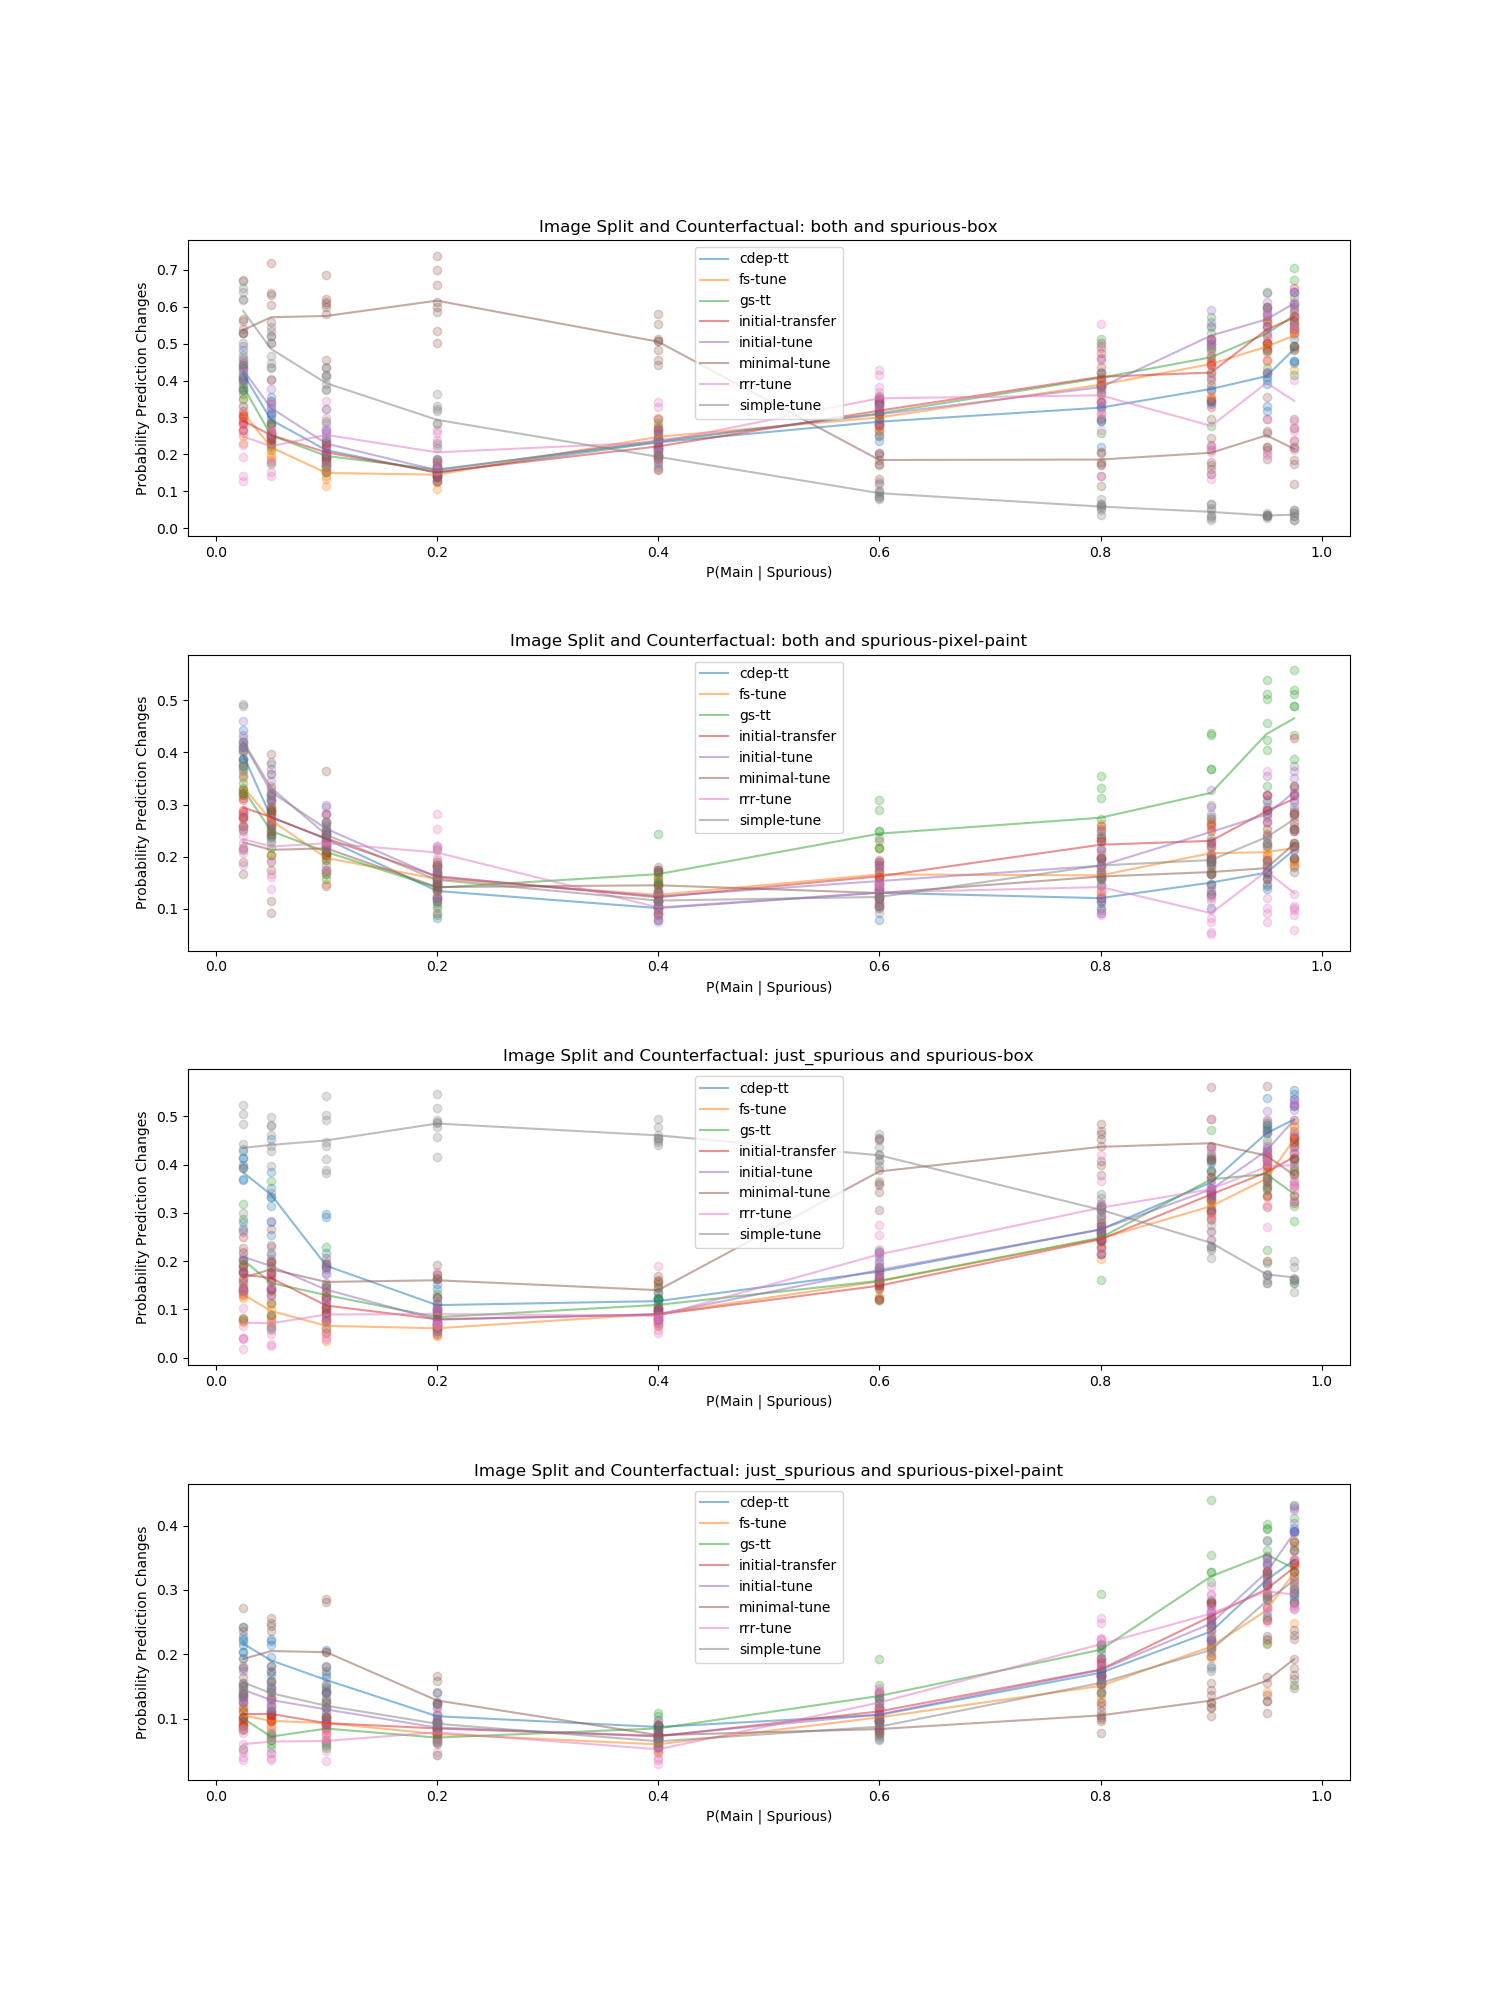 Image Split and Counterfactual: both and spurious-box
Probability Prediction Changes
0.7
0.6
0.5
0.4
0.3
0.2
0.1
0.0
cdep-tt
fs-tune
gs-tt
initial-transfer
initial-tune
minimal-tune
rrr-tune
simple-tune
0.0 0.2 0.4 0.6 0.8 1.0
P(Main | Spurious)
Image Split and Counterfactual: both and spurious-pixel-paint
Probability Prediction Changes
0.5
0.4
0.3
0.2
0.1
cdep-tt
fs-tune
gs-tt
initial-transfer
initial-tune
minimal-tune
rrr-tune
simple-tune
0.0 0.2 0.4 0.6 0.8 1.0
P(Main | Spurious)
Image Split and Counterfactual: just_spurious and spurious-box
Probability Prediction Changes
0.5
0.4
0.3
0.2
0.1
0.0
cdep-tt
fs-tune
gs-tt
initial-transfer
initial-tune
minimal-tune
rrr-tune
simple-tune
0.0 0.2 0.4 0.6 0.8 1.0
P(Main | Spurious)
Image Split and Counterfactual: just_spurious and spurious-pixel-paint
Probability Prediction Changes
0.4
0.3
0.2
0.1
cdep-tt
fs-tune
gs-tt
initial-transfer
initial-tune
minimal-tune
rrr-tune
simple-tune
0.0 0.2 0.4 0.6 0.8 1.0
P(Main | Spurious)